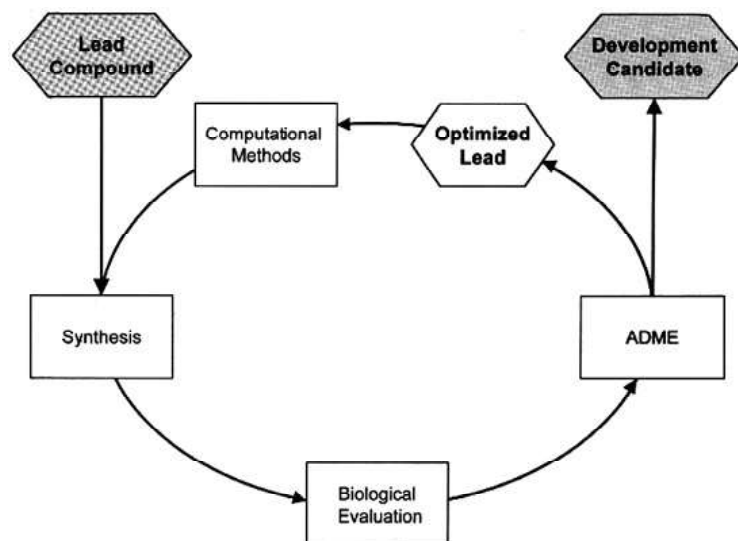 Lead
Compound
Development
Candidate
Computational
Methods
Optimized
Lead
Synthesis
ADME
Biological
Evaluation